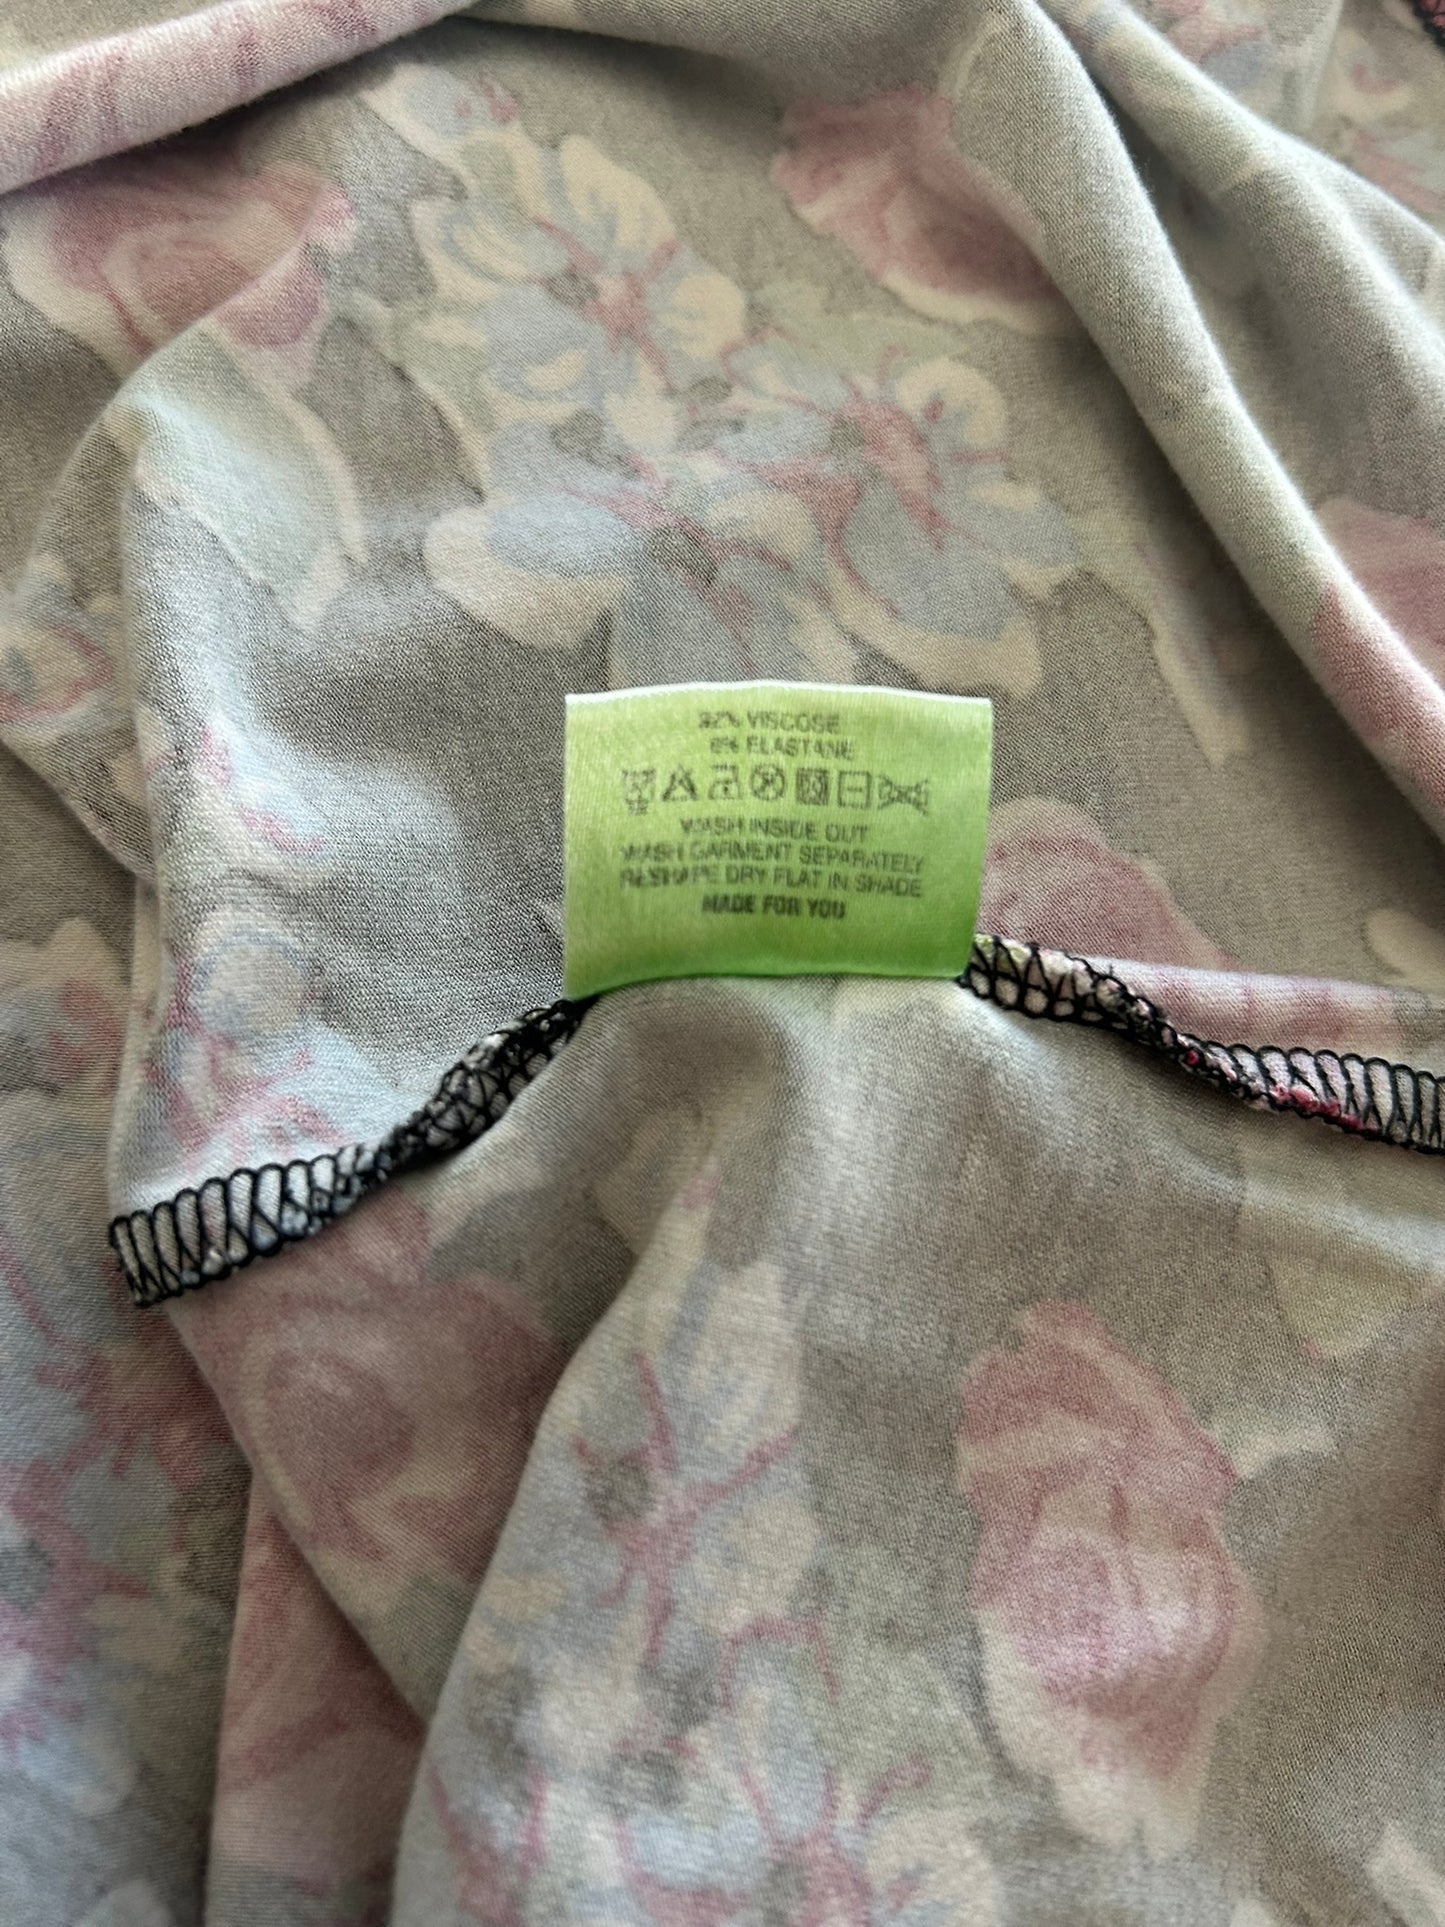 92% VISCOSE
8% ELASTANE
WASH INSIDE OUT
WASH GARMENT SEPARATELY
RESHAPE DRY FLAT IN SHADE
MADE FOR YOU